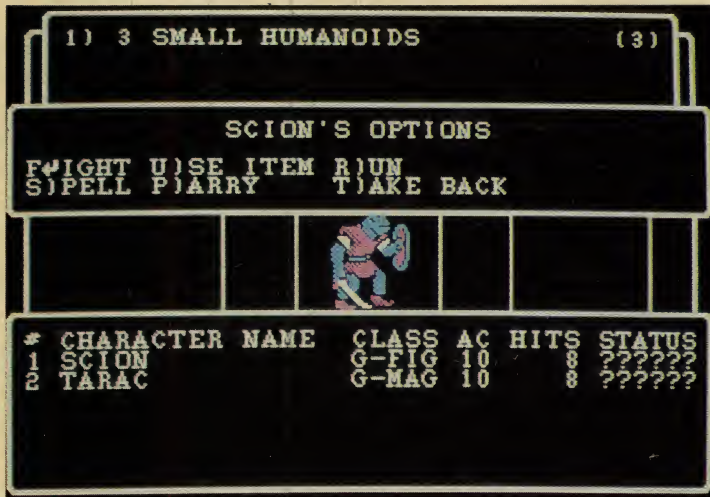 1) 3 SMALL HUMANOIDS (3)
SCION'S OPTIONS
F↵IGHT U)SE ITEM R)UN
S)PELL P)ARRY T)AKE BACK
# CHARACTER NAME CLASS AC HITS STATUS
1 SCION G-FIG 10 8 ??????
2 TARAC G-MAG 10 8 ??????